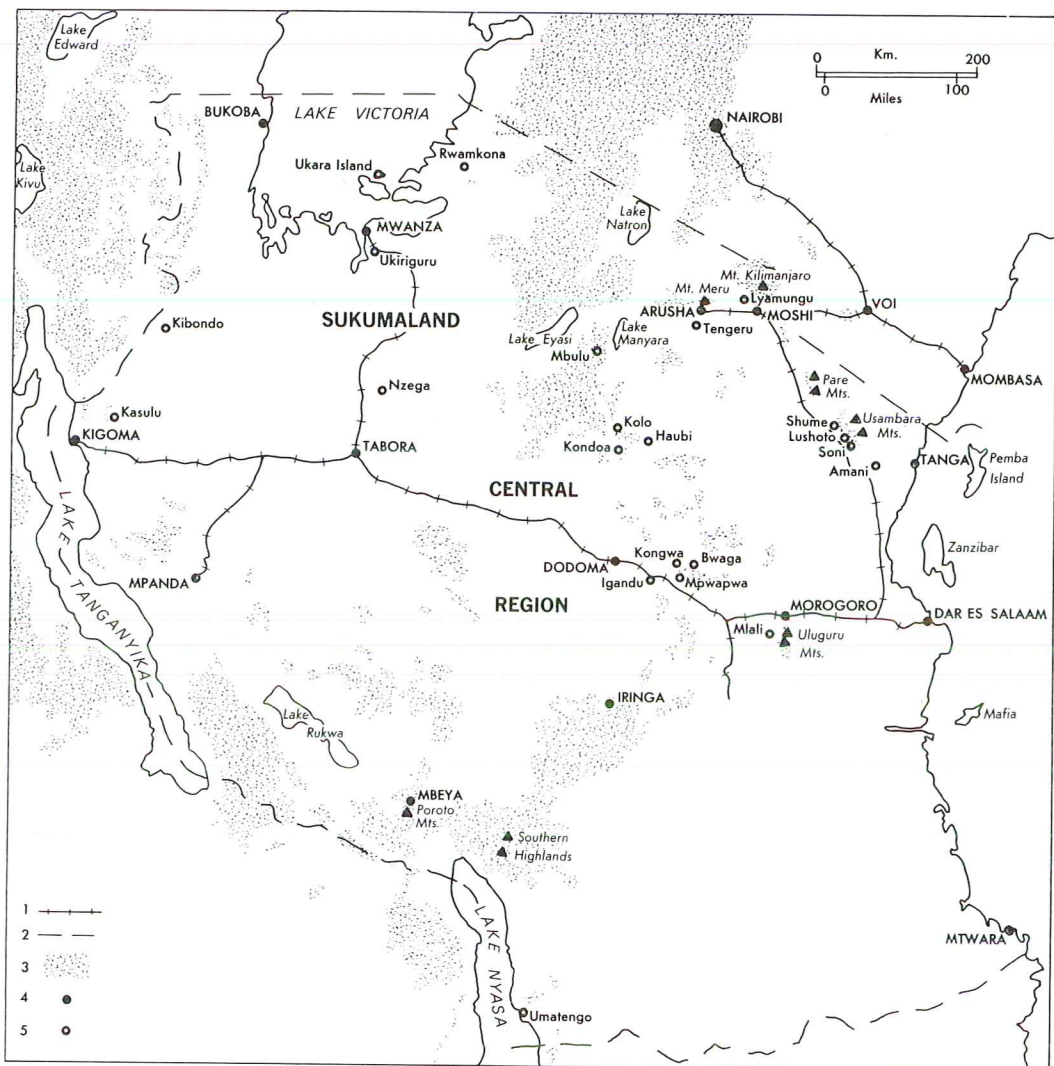 Lake
Edward
Km.
0 200
0 100
Miles
BUKOBA
LAKE VICTORIA
NAIROBI
Ukara Island
Rwamkona
Lake
Kivu
Lake
Natron
MWANZA
Ukiriguru
Mt. Kilimanjaro
Mt. Meru
Lyamungu
ARUSHA
MOSHI
VOI
Kibondo
SUKUMALAND
Tengeru
Lake Eyasi
Lake
Manyara
Mbulu
MOMBASA
Nzega
Pare
Mts.
Kasulu
KIGOMA
Kolo
Haubi
Kondoa
Shume
Lushoto
Soni
Usambara
Mts.
TABORA
Amani
TANGA
Pemba
Island
CENTRAL
Zanzibar
LAKE TANGANYIKA
Kongwa
Bwaga
DODOMA
Igandu
Mpwapwa
MPANDA
REGION
MOROGORO
DAR ES SALAAM
Mlali
Uluguru
Mts.
Lake
Rukwa
IRINGA
Mafia
MBEYA
Poroto
Mts.
Southern
Highlands
LAKE NYASA
MTWARA
Umatengo
1
2
3
4
5